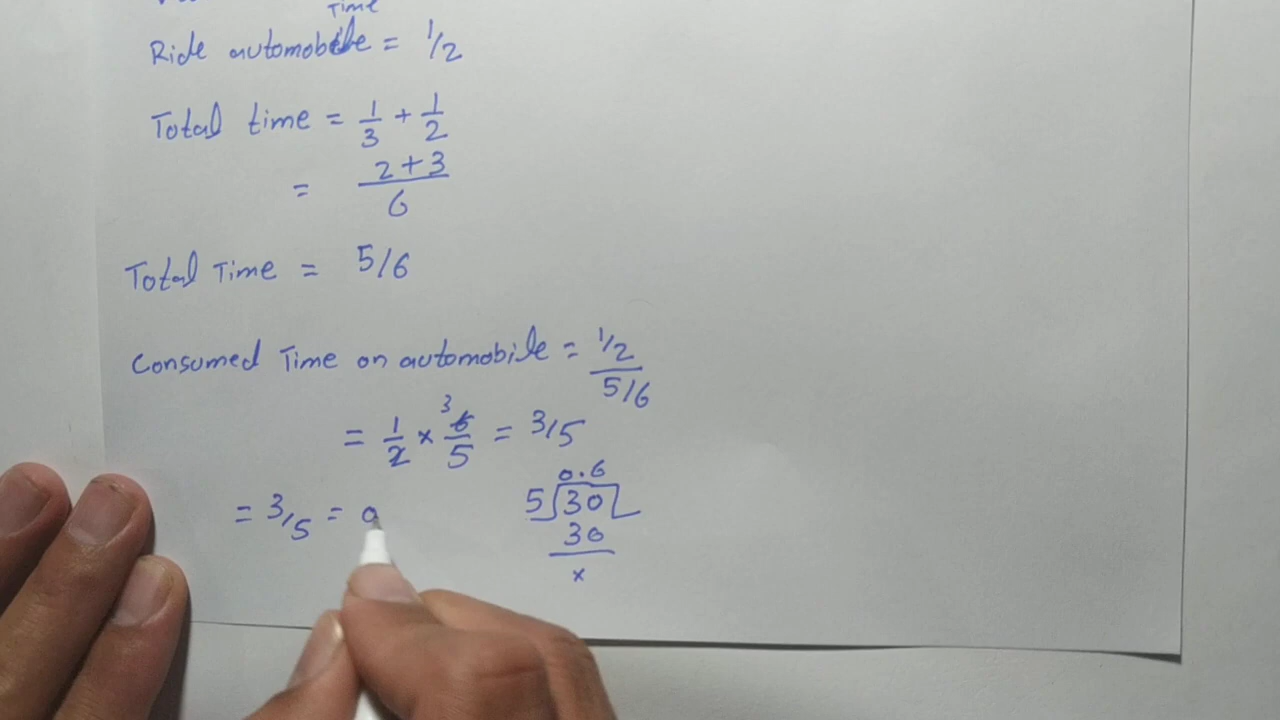 Time
Ride automobile = 1/2
Total time = 1/3 + 1/2
= 2+3/6
Total Time = 5/6
Consumed Time on automobile = 1/2 / 5/6
= 1/2 × 6/5 3 = 3/5
= 3/5 = 0
0.6
5 30
30
x